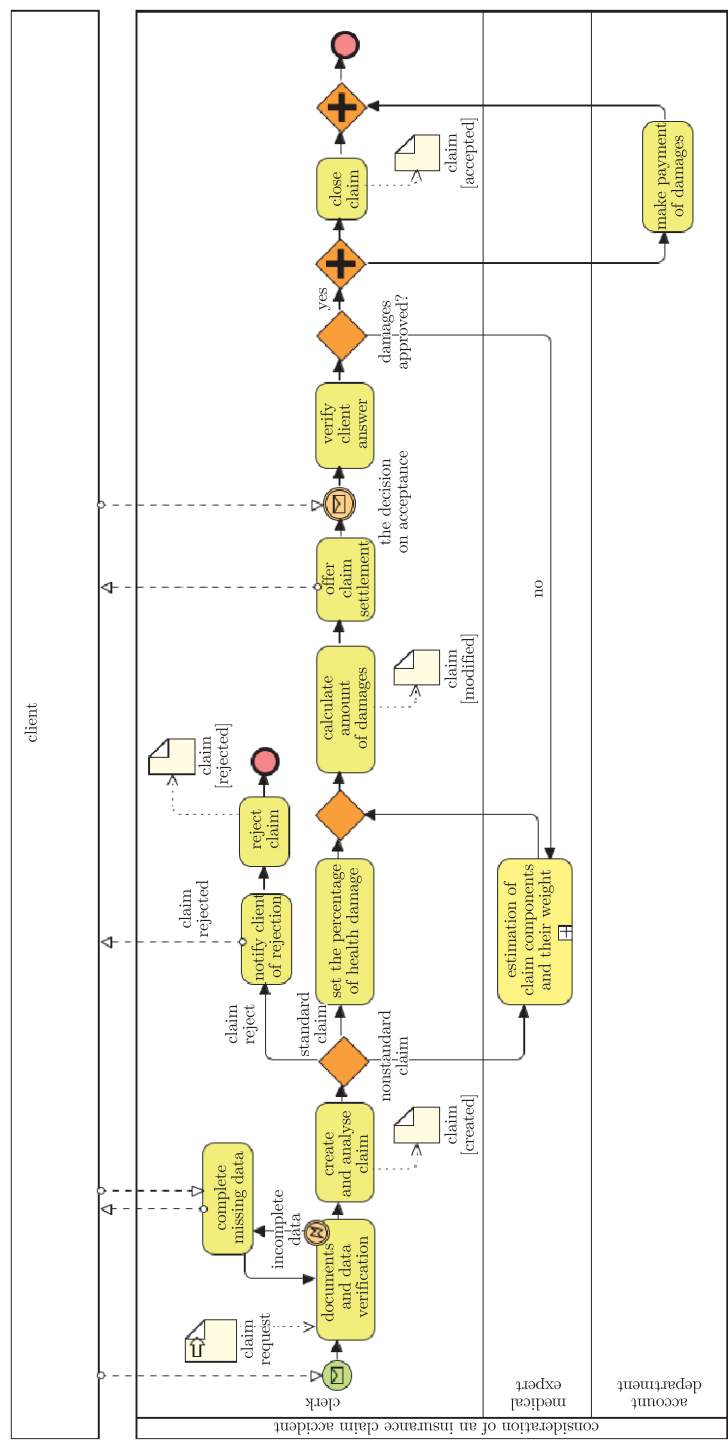 client
consideration of an insurance claim accident
clerk
medical
expert
account
department
claim
request
documents
and data
verification
incomplete
data
complete
missing data
create
and analyse
claim
claim
[created]
claim
reject
standard
claim
nonstandard
claim
notify client
of rejection
claim
rejected
reject
claim
claim
[rejected]
set the percentage
of health damage
estimation of
claim components
and their weight
calculate
amount
of damages
claim
[modified]
offer
claim
settlement
the decision
on acceptance
verify
client
answer
damages
approved?
yes
no
close
claim
claim
[accepted]
make payment
of damages